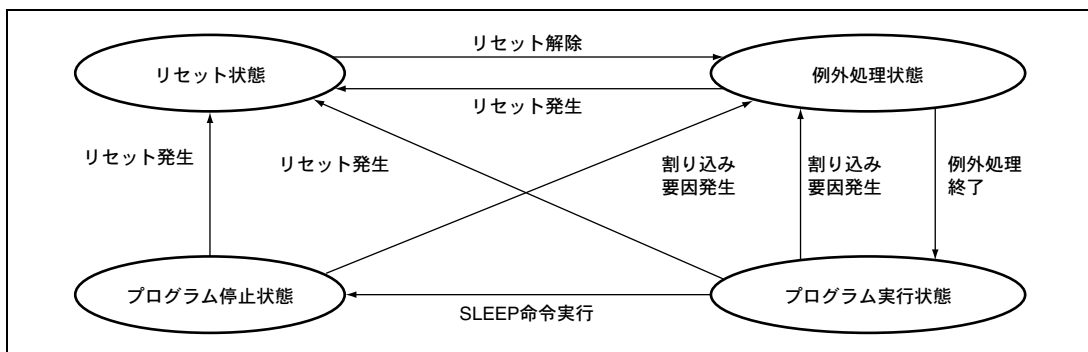 リセット解除
リセット状態
例外処理状態
リセット発生
リセット発生
リセット発生
割り込み
要因発生
割り込み
要因発生
例外処理
終了
プログラム停止状態
プログラム実行状態
SLEEP命令実行